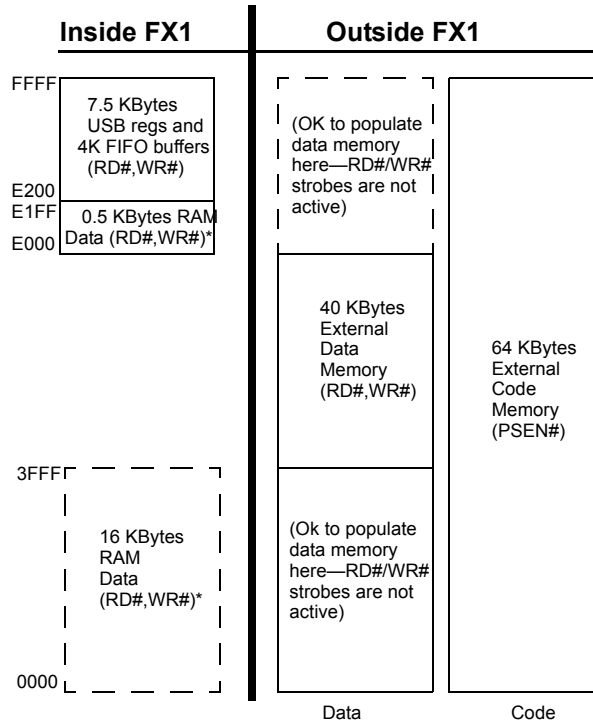 Inside FX1
Outside FX1
FFFF
7.5 KBytes
USB regs and
4K FIFO buffers
(RD#,WR#)
E200
E1FF
0.5 KBytes RAM
Data (RD#,WR#)*
E000
(OK to populate
data memory
here—RD#/WR#
strobes are not
active)
40 KBytes
External
Data
Memory
(RD#,WR#)
64 KBytes
External
Code
Memory
(PSEN#)
3FFF
16 KBytes
RAM
Data
(RD#,WR#)*
(Ok to populate
data memory
here—RD#/WR#
strobes are not
active)
0000
Data
Code